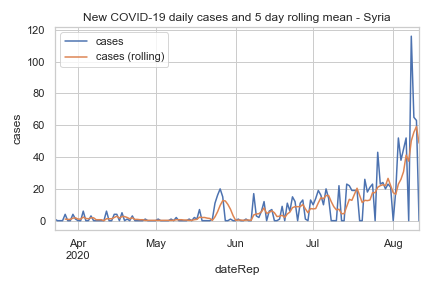 New COVID-19 daily cases and 5 day rolling mean - Syria
cases
cases (rolling)
cases
120
100
80
60
40
20
0
Apr May Jun Jul Aug
2020
dateRep